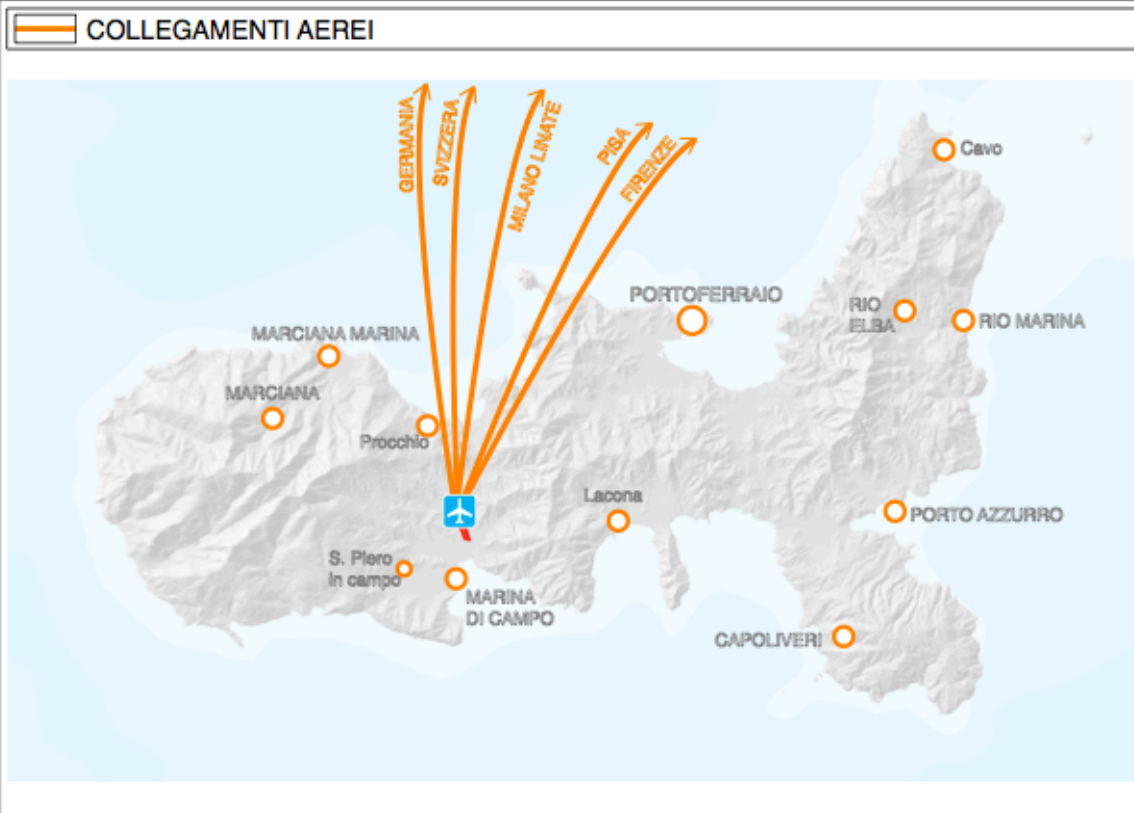 COLLEGAMENTI AEREI
GERMANIA
SVIZZERA
MILANO LINATE
PISA
FIRENZE
Cavo
PORTOFERRAIO
RIO
ELBA
RIO MARINA
MARCIANA MARINA
MARCIANA
Procchio
Lacona
PORTO AZZURRO
S. Piero
in campo
MARINA
DI CAMPO
CAPOLIVERI